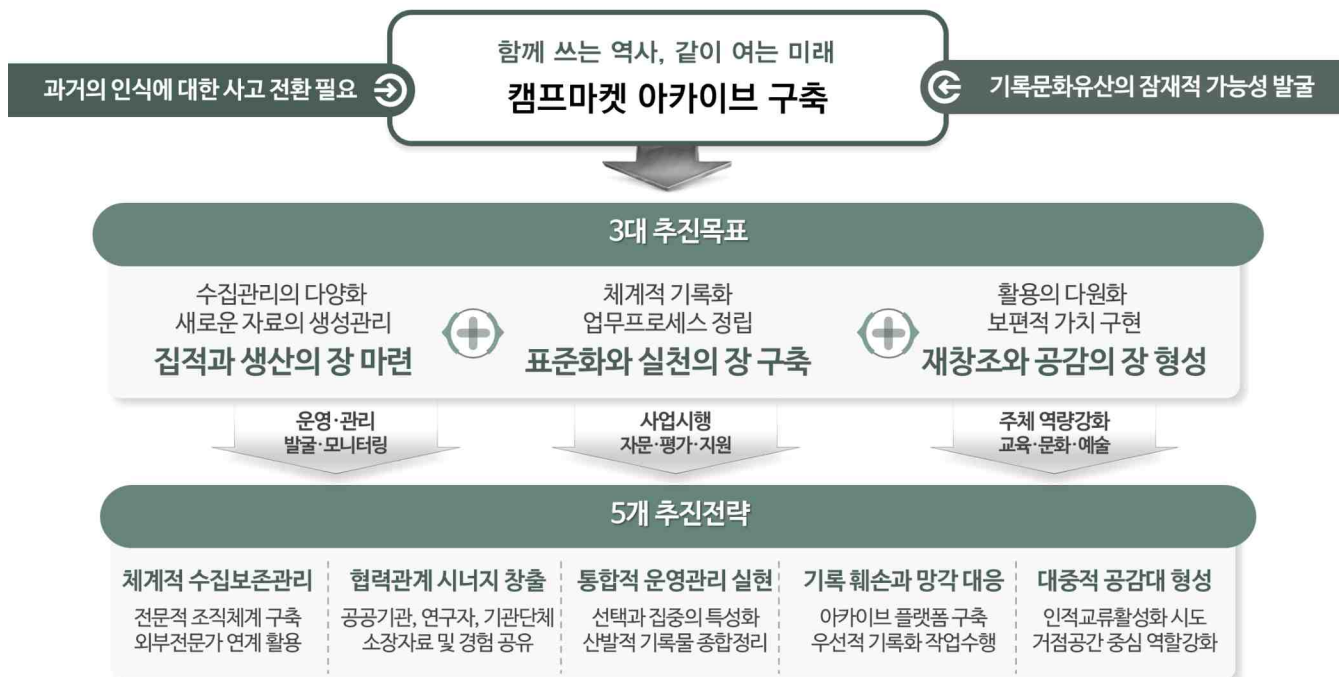 함께 쓰는 역사, 같이 여는 미래
캠프마켓 아카이브 구축
과거의 인식에 대한 사고 전환 필요
기록문화유산의 잠재적 가능성 발굴
3대 추진목표
수집관리의 다양화
새로운 자료의 생성관리
집적과 생산의 장 마련
체계적 기록화
업무프로세스 정립
표준화와 실천의 장 구축
활용의 다원화
보편적 가치 구현
재창조와 공감의 장 형성
운영·관리
발굴·모니터링
사업시행
자문·평가·지원
주체 역량강화
교육·문화·예술
5개 추진전략
체계적 수집보존관리
전문적 조직체계 구축
외부전문가 연계 활용
협력관계 시너지 창출
공공기관, 연구자, 기관단체
소장자료 및 경험 공유
통합적 운영관리 실현
선택과 집중의 특성화
산발적 기록물 종합정리
기록 훼손과 망각 대응
아카이브 플랫폼 구축
우선적 기록화 작업수행
대중적 공감대 형성
인적교류활성화 시도
거점공간 중심 역할강화